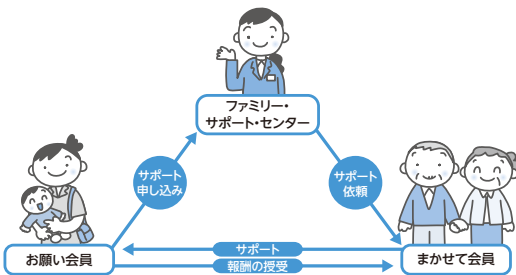 ファミリー・
サポート・センター
サポート
申し込み
サポート
依頼
お願い会員
サポート
報酬の授受
まかせて会員